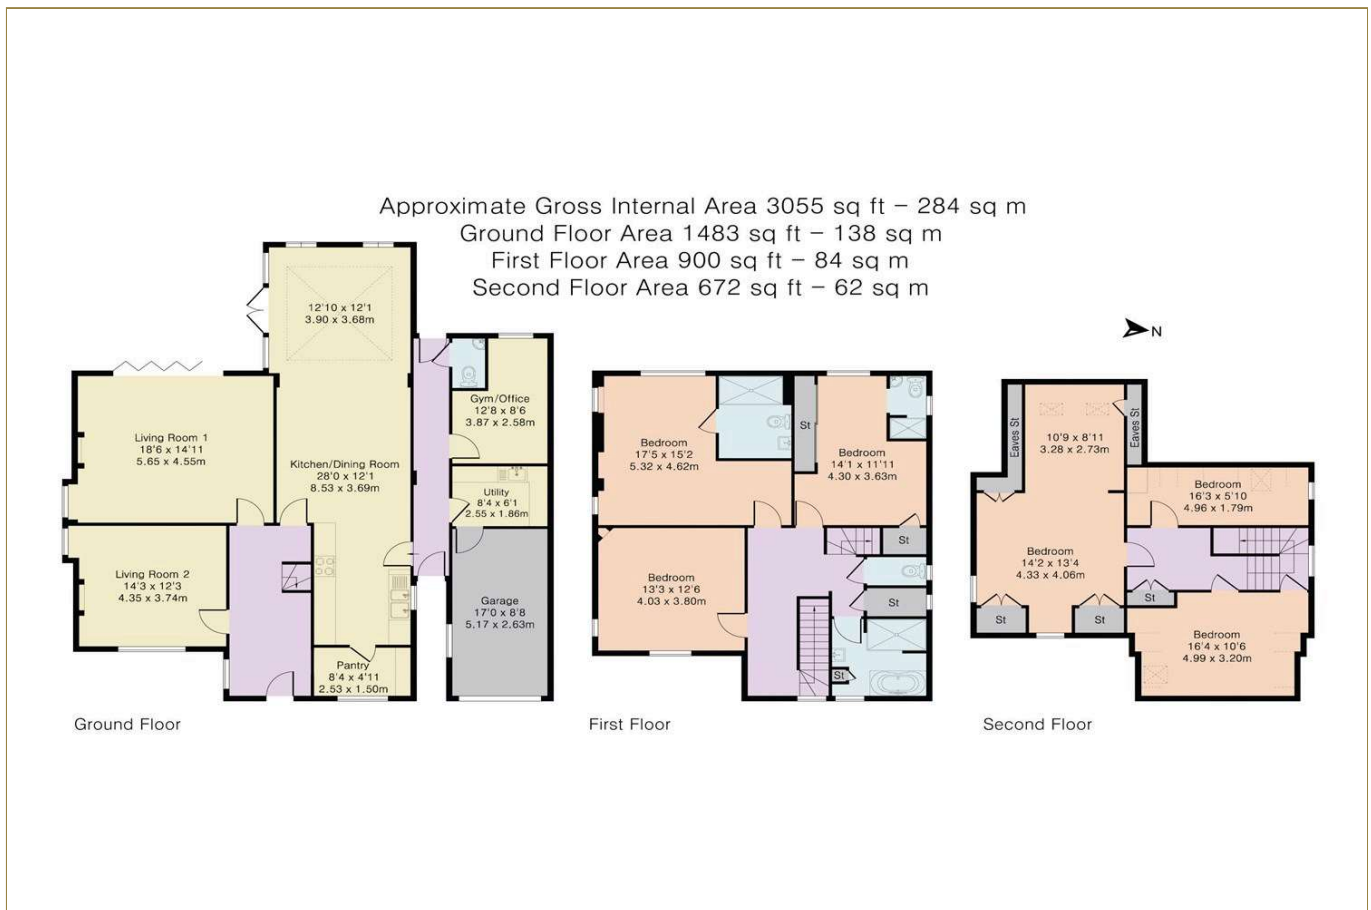 Approximate Gross Internal Area 3055 sq ft – 284 sq m
Ground Floor Area 1483 sq ft – 138 sq m
First Floor Area 900 sq ft – 84 sq m
Second Floor Area 672 sq ft – 62 sq m
12'10 x 12'1
3.90 x 3.68m
Living Room 1
18'6 x 14'11
5.65 x 4.55m
Kitchen/Dining Room
28'0 x 12'1
8.53 x 3.69m
Gym/Office
12'8 x 8'6
3.87 x 2.58m
Utility
8'4 x 6'1
2.55 x 1.86m
Living Room 2
14'3 x 12'3
4.35 x 3.74m
Garage
17'0 x 8'8
5.17 x 2.63m
Pantry
8'4 x 4'11
2.53 x 1.50m
Ground Floor
Bedroom
17'5 x 15'2
5.32 x 4.62m
St
Bedroom
14'1 x 11'11
4.30 x 3.63m
St
Bedroom
13'3 x 12'6
4.03 x 3.80m
St
St
First Floor
N
Eaves St
10'9 x 8'11
3.28 x 2.73m
Eaves St
Bedroom
16'3 x 5'10
4.96 x 1.79m
Bedroom
14'2 x 13'4
4.33 x 4.06m
St
St
St
Bedroom
16'4 x 10'6
4.99 x 3.20m
Second Floor